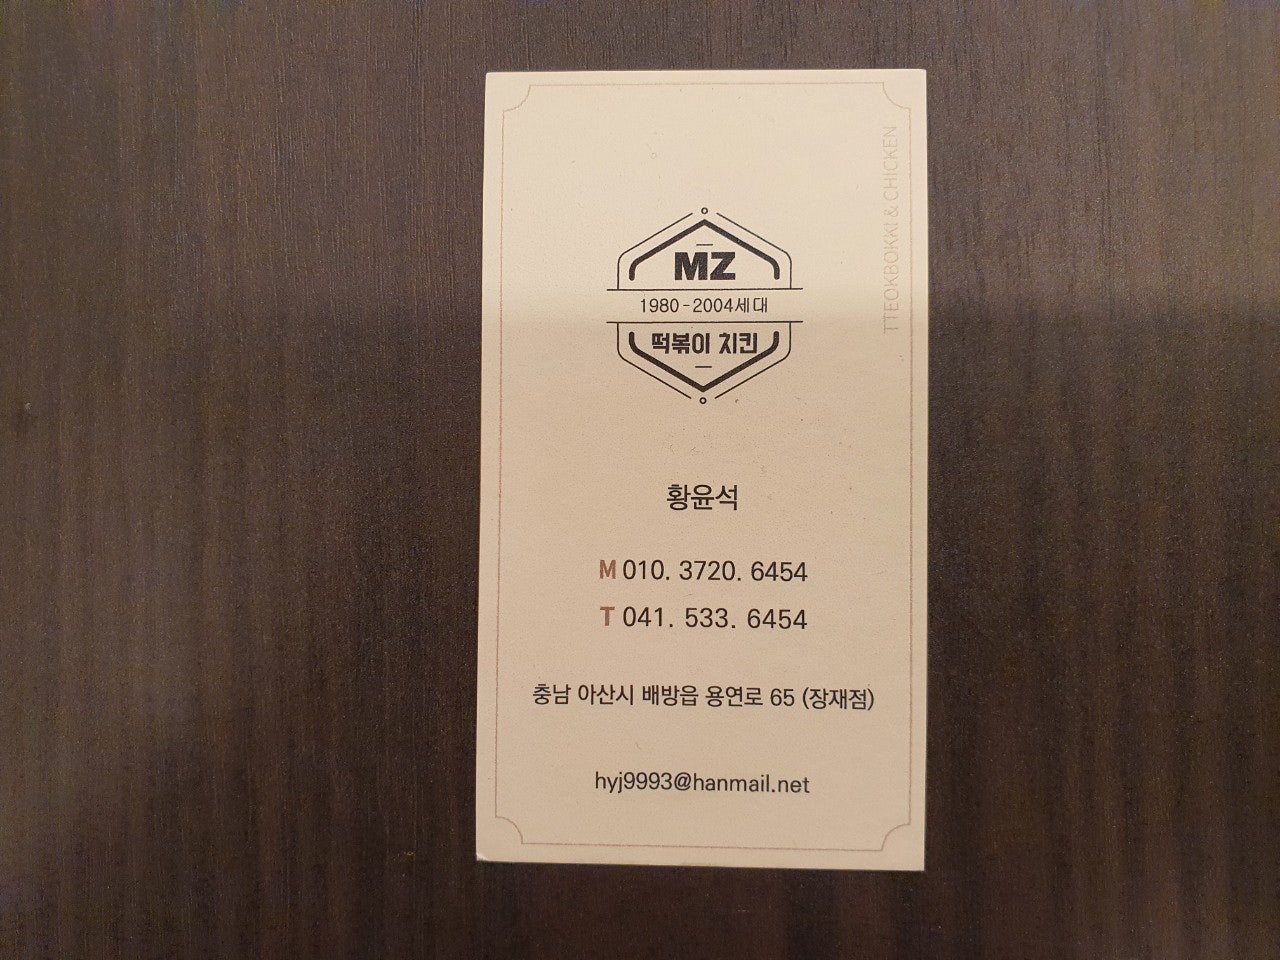 TTEOKBOKKI & CHICKEN
MZ
1980-2004세대
떡볶이 치킨
황윤석
M 010. 3720. 6454
T 041. 533. 6454
충남 아산시 배방읍 용연로 65 (장재점)
hyj9993@hanmail.net